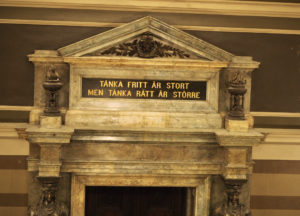 TÄNKA FRITT ÄR STORT
MEN TÄNKA RÄTT ÄR STÖRRE